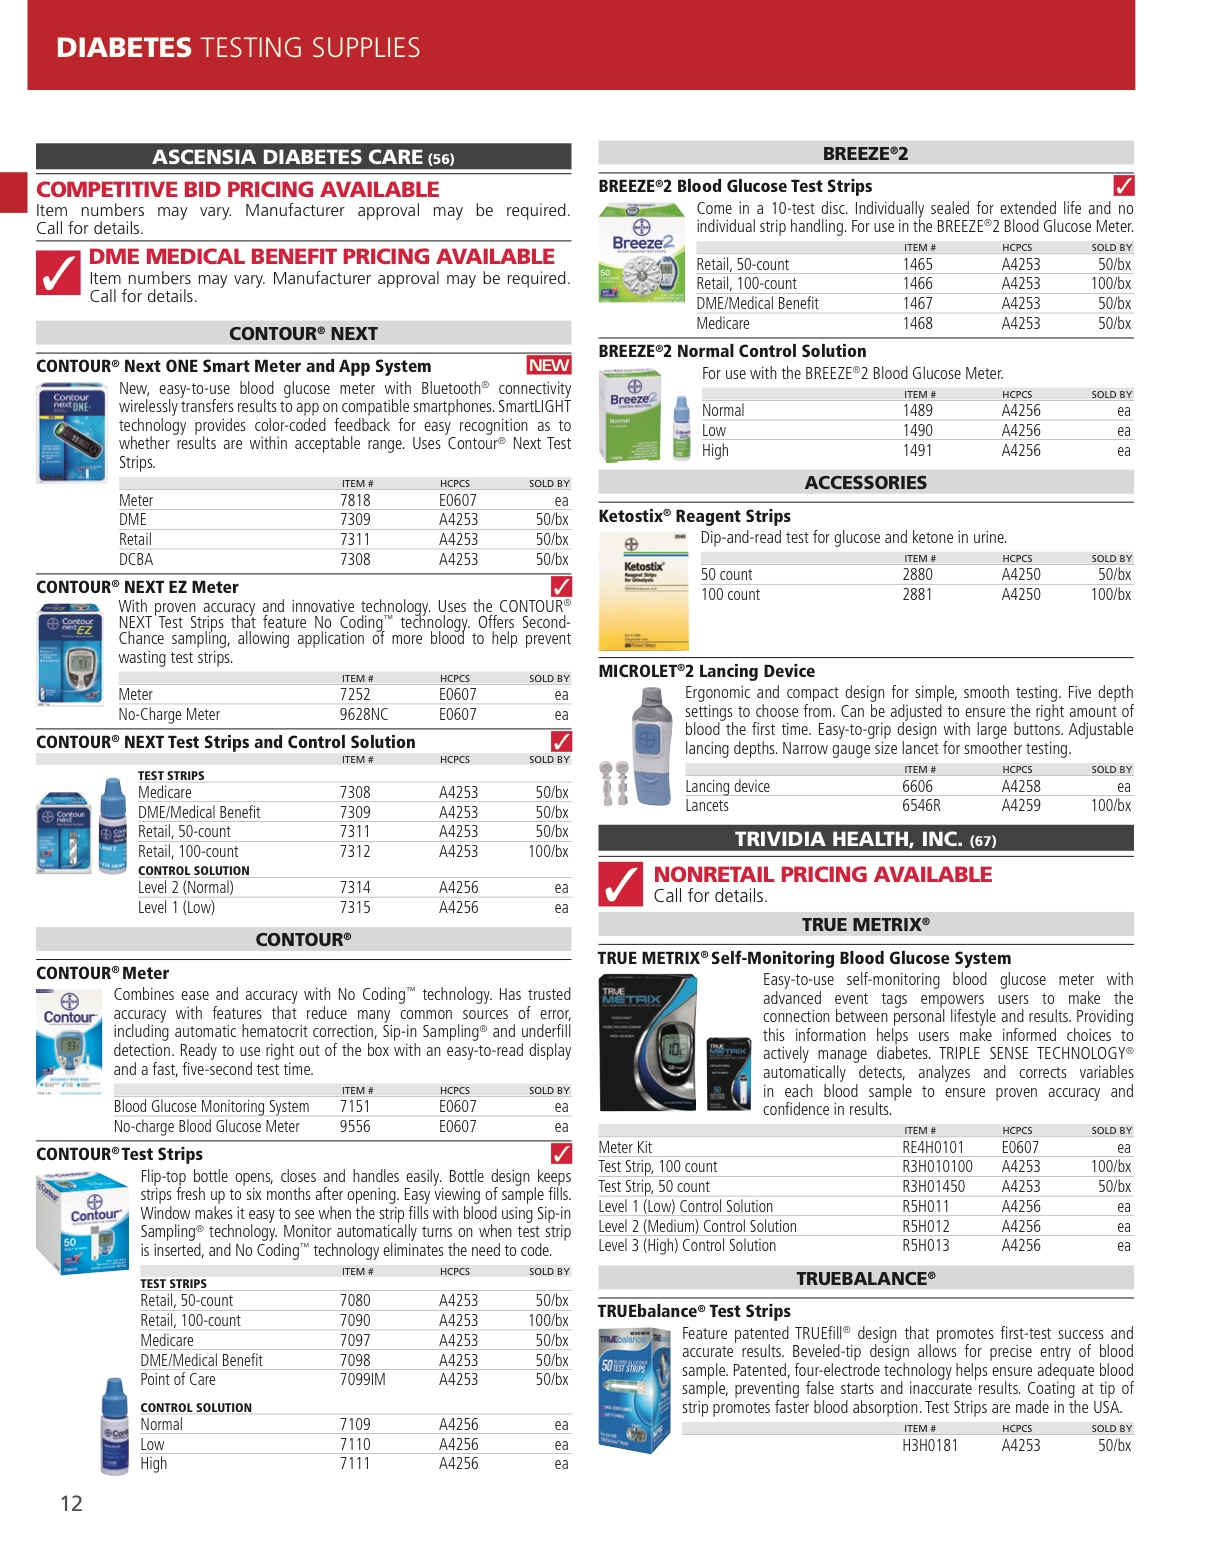 DIABETES TESTING SUPPLIES
ASCENSIA DIABETES CARE (56)
COMPETITIVE BID PRICING AVAILABLE
Item numbers may vary. Manufacturer approval may be required.
Call for details.
DME MEDICAL BENEFIT PRICING AVAILABLE
Item numbers may vary. Manufacturer approval may be required.
Call for details.
CONTOUR® NEXT
CONTOUR® Next ONE Smart Meter and App System NEW
New, easy-to-use blood glucose meter with Bluetooth® connectivity
wirelessly transfers results to app on compatible smartphones. SmartLIGHT
technology provides color-coded feedback for easy recognition as to
whether results are within acceptable range. Uses Contour® Next Test
Strips.
ITEM # HCPCS SOLD BY
Meter 7818 E0607 ea
DME 7309 A4253 50/bx
Retail 7311 A4253 50/bx
DCBA 7308 A4253 50/bx
CONTOUR® NEXT EZ Meter
With proven accuracy and innovative technology. Uses the CONTOUR®
NEXT Test Strips that feature No Coding™ technology. Offers Second-
Chance sampling, allowing application of more blood to help prevent
wasting test strips.
ITEM # HCPCS SOLD BY
Meter 7252 E0607 ea
No-Charge Meter 9628NC E0607 ea
CONTOUR® NEXT Test Strips and Control Solution
ITEM # HCPCS SOLD BY
TEST STRIPS
Medicare 7308 A4253 50/bx
DME/Medical Benefit 7309 A4253 50/bx
Retail, 50-count 7311 A4253 50/bx
Retail, 100-count 7312 A4253 100/bx
CONTROL SOLUTION
Level 2 (Normal) 7314 A4256 ea
Level 1 (Low) 7315 A4256 ea
CONTOUR®
CONTOUR® Meter
Combines ease and accuracy with No Coding™ technology. Has trusted
accuracy with features that reduce many common sources of error,
including automatic hematocrit correction, Sip-in Sampling® and underfill
detection. Ready to use right out of the box with an easy-to-read display
and a fast, five-second test time.
ITEM # HCPCS SOLD BY
Blood Glucose Monitoring System 7151 E0607 ea
No-charge Blood Glucose Meter 9556 E0607 ea
CONTOUR® Test Strips
Flip-top bottle opens, closes and handles easily. Bottle design keeps
strips fresh up to six months after opening. Easy viewing of sample fills.
Window makes it easy to see when the strip fills with blood using Sip-in
Sampling® technology. Monitor automatically turns on when test strip
is inserted, and No Coding™ technology eliminates the need to code.
ITEM # HCPCS SOLD BY
TEST STRIPS
Retail, 50-count 7080 A4253 50/bx
Retail, 100-count 7090 A4253 100/bx
Medicare 7097 A4253 50/bx
DME/Medical Benefit 7098 A4253 50/bx
Point of Care 7099IM A4253 50/bx
CONTROL SOLUTION
Normal 7109 A4256 ea
Low 7110 A4256 ea
High 7111 A4256 ea
12
BREEZE®2
BREEZE®2 Blood Glucose Test Strips
Come in a 10-test disc. Individually sealed for extended life and no
individual strip handling. For use in the BREEZE®2 Blood Glucose Meter.
ITEM # HCPCS SOLD BY
Retail, 50-count 1465 A4253 50/bx
Retail, 100-count 1466 A4253 100/bx
DME/Medical Benefit 1467 A4253 50/bx
Medicare 1468 A4253 50/bx
BREEZE®2 Normal Control Solution
For use with the BREEZE®2 Blood Glucose Meter.
ITEM # HCPCS SOLD BY
Normal 1489 A4256 ea
Low 1490 A4256 ea
High 1491 A4256 ea
ACCESSORIES
Ketostix® Reagent Strips
Dip-and-read test for glucose and ketone in urine.
ITEM # HCPCS SOLD BY
50 count 2880 A4250 50/bx
100 count 2881 A4250 100/bx
MICROLET®2 Lancing Device
Ergonomic and compact design for simple, smooth testing. Five depth
settings to choose from. Can be adjusted to ensure the right amount of
blood the first time. Easy-to-grip design with large buttons. Adjustable
lancing depths. Narrow gauge size lancet for smoother testing.
ITEM # HCPCS SOLD BY
Lancing device 6606 A4258 ea
Lancets 6546R A4259 100/bx
TRIVIDIA HEALTH, INC. (67)
NONRETAIL PRICING AVAILABLE
Call for details.
TRUE METRIX®
TRUE METRIX® Self-Monitoring Blood Glucose System
Easy-to-use self-monitoring blood glucose meter with
advanced event tags empowers users to make the
connection between personal lifestyle and results. Providing
this information helps users make informed choices to
actively manage diabetes. TRIPLE SENSE TECHNOLOGY®
automatically detects, analyzes and corrects variables
in each blood sample to ensure proven accuracy and
confidence in results.
ITEM # HCPCS SOLD BY
Meter Kit RE4H0101 E0607 ea
Test Strip, 100 count R3H010100 A4253 100/bx
Test Strip, 50 count R3H01450 A4253 50/bx
Level 1 (Low) Control Solution R5H011 A4256 ea
Level 2 (Medium) Control Solution R5H012 A4256 ea
Level 3 (High) Control Solution R5H013 A4256 ea
TRUEBALANCE®
TRUEbalance® Test Strips
Feature patented TRUEfill® design that promotes first-test success and
accurate results. Beveled-tip design allows for precise entry of blood
sample. Patented, four-electrode technology helps ensure adequate blood
sample, preventing false starts and inaccurate results. Coating at tip of
strip promotes faster blood absorption. Test Strips are made in the USA.
ITEM # HCPCS SOLD BY
H3H0181 A4253 50/bx